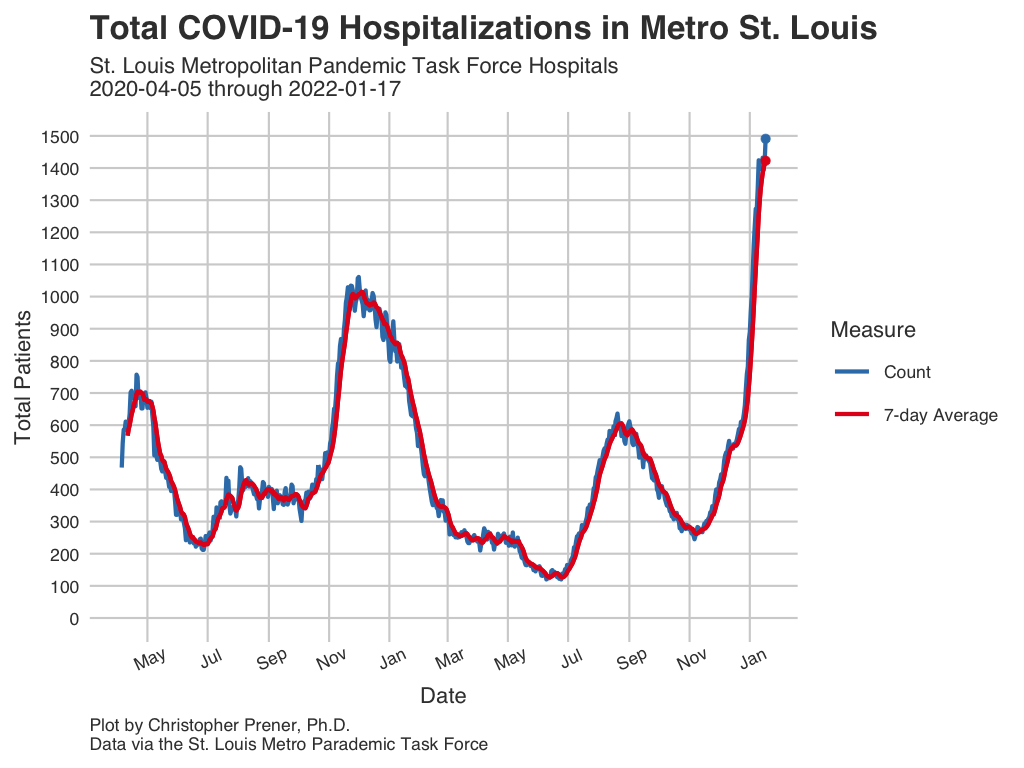 Total COVID-19 Hospitalizations in Metro St. Louis
St. Louis Metropolitan Pandemic Task Force Hospitals
2020-04-05 through 2022-01-17
Total Patients
1500
1400
1300
1200
1100
1000
900
800
700
600
500
400
300
200
100
0
May Jul Sep Nov Jan Mar May Jul Sep Nov Jan
Date
Measure
Count
7-day Average
Plot by Christopher Prener, Ph.D.
Data via the St. Louis Metro Parademic Task Force